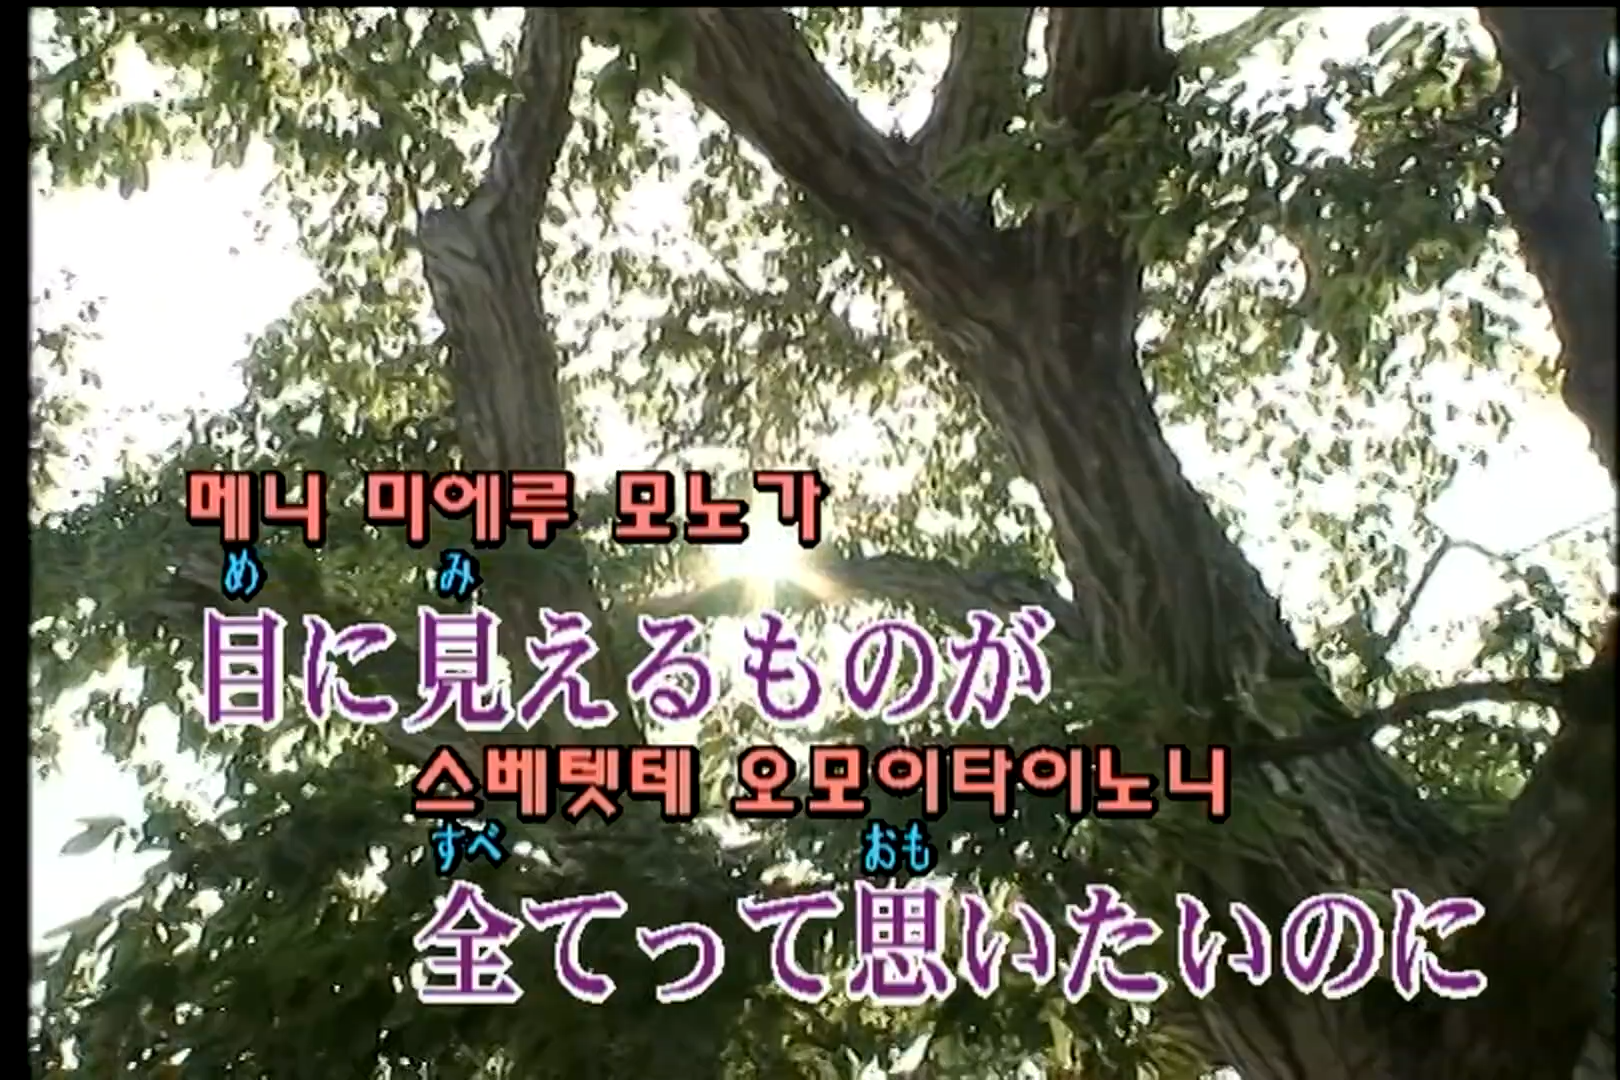 메니 미에루 모노가
め み
目に見えるものが
스베텟테 오모이타이노니
すべ おも
全てって思いたいのに